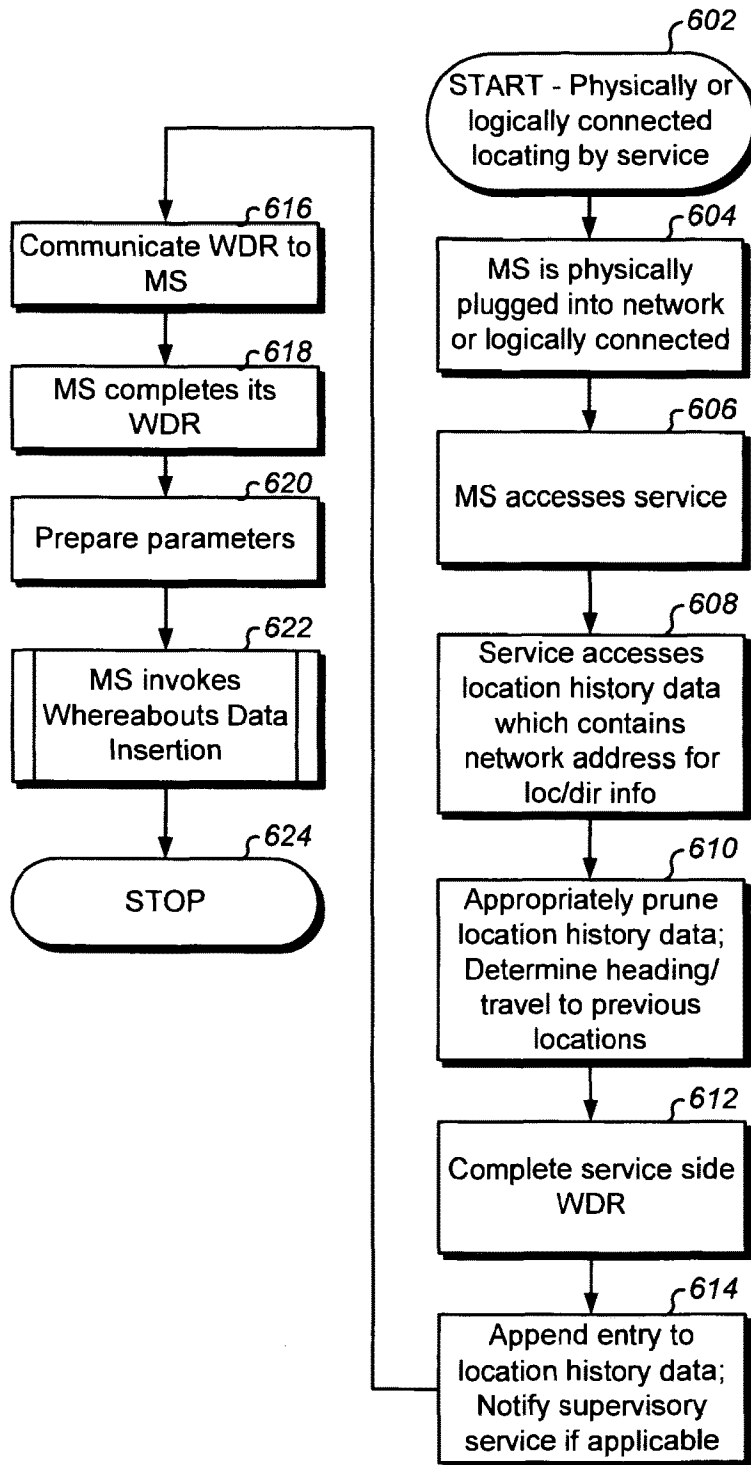 602
START - Physically or
logically connected
locating by service
604
MS is physically
plugged into network
or logically connected
606
MS accesses service
608
Service accesses
location history data
which contains
network address for
loc/dir info
610
Appropriately prune
location history data;
Determine heading/
travel to previous
locations
612
Complete service side
WDR
614
Append entry to
location history data;
Notify supervisory
service if applicable
616
Communicate WDR to
MS
618
MS completes its
WDR
620
Prepare parameters
622
MS invokes
Whereabouts Data
Insertion
624
STOP